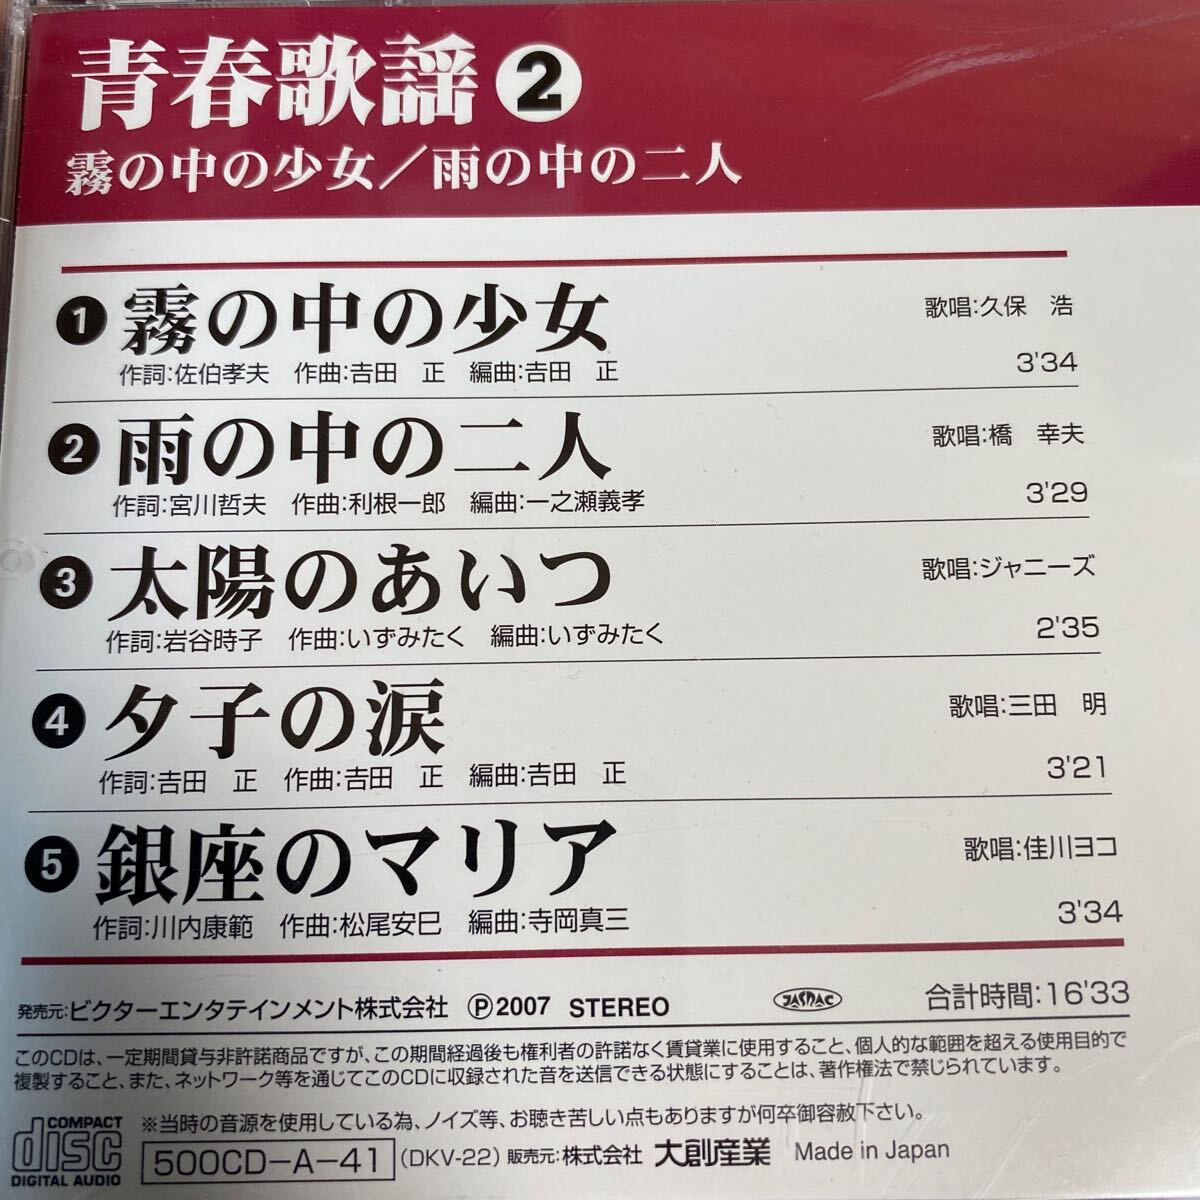 青春歌謡②
霧の中の少女／雨の中の二人
❶ 霧の中の少女 歌唱:久保 浩
作詞:佐伯孝夫 作曲:𠮷田 正 編曲:𠮷田 正 3'34
❷ 雨の中の二人 歌唱:橋 幸夫
作詞:宮川哲夫 作曲:利根一郎 編曲:一之瀬義孝 3'29
❸ 太陽のあいつ 歌唱:ジャニーズ
作詞:岩谷時子 作曲:いずみたく 編曲:いずみたく 2'35
❹ 夕子の涙 歌唱:三田 明
作詞:𠮷田 正 作曲:𠮷田 正 編曲:𠮷田 正 3'21
❺ 銀座のマリア 歌唱:佳川ヨコ
作詞:川内康範 作曲:松尾安巳 編曲:寺岡真三 3'34
発売元:ビクターエンタテインメント株式会社 ℗2007 STEREO JASRAC 合計時間:16'33
このCDは、一定期間貸与非許諾商品ですが、この期間経過後も権利者の許諾なく賃貸業に使用すること、個人的な範囲を超える使用目的で
複製すること、また、ネットワーク等を通じてこのCDに収録された音を送信できる状態にすることは、著作権法で禁じられています。
※当時の音源を使用している為、ノイズ等、お聴き苦しい点もありますが何卒御容赦下さい。
COMPACT
disc
DIGITAL AUDIO
500CD-A-41 (DKV-22) 販売元:株式会社 大創産業 Made in Japan